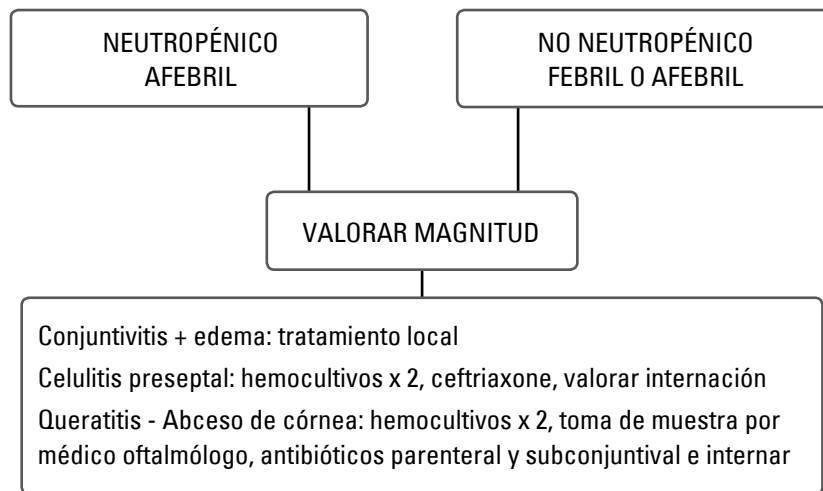 NEUTROPÉNICO
AFEBRIL
NO NEUTROPÉNICO
FEBRIL O AFEBRIL
VALORAR MAGNITUD
Conjuntivitis + edema: tratamiento local
Celulitis preseptal: hemocultivos x 2, ceftriaxone, valorar internación
Queratitis - Abceso de córnea: hemocultivos x 2, toma de muestra por
médico oftalmólogo, antibióticos parenteral y subconjuntival e internar